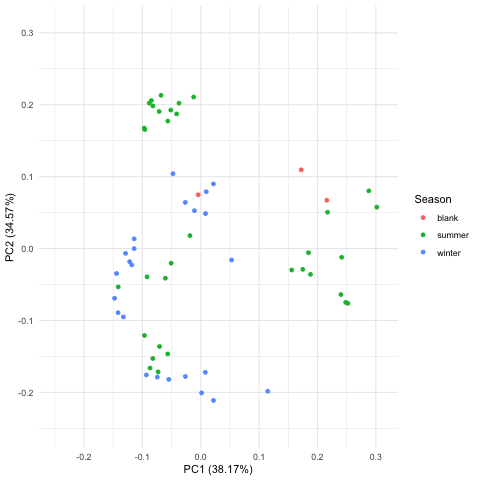 0.3
0.2
0.1
0.0
-0.1
-0.2
PC2 (34.57%)
-0.2 -0.1 0.0 0.1 0.2 0.3
PC1 (38.17%)
Season
blank
summer
winter